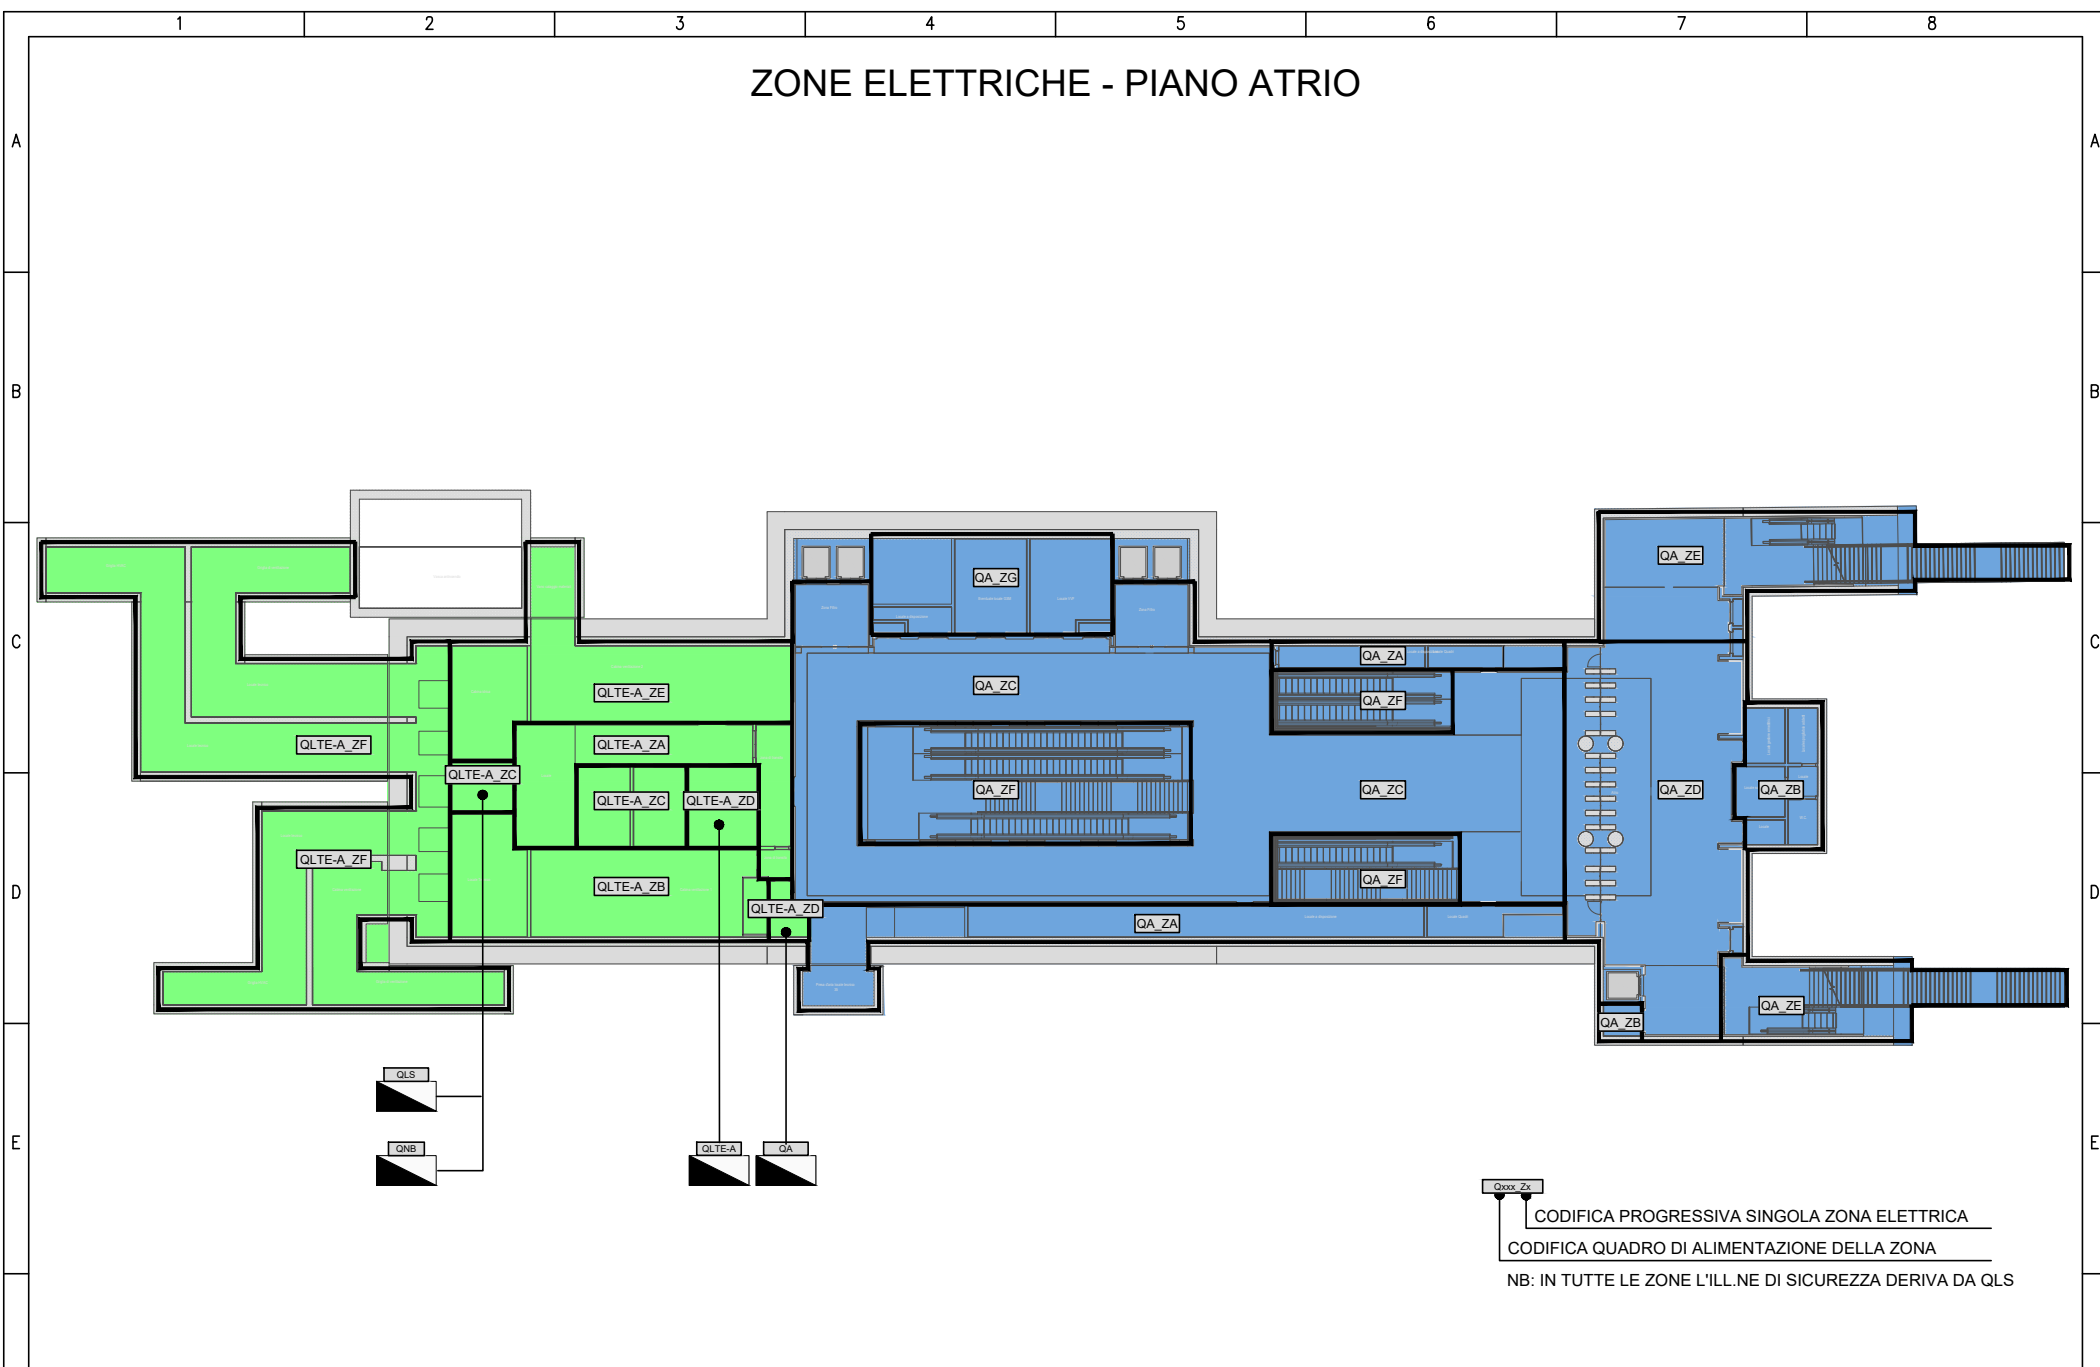 1 2 3 4 5 6 7 8
ZONE ELETTRICHE - PIANO ATRIO
A A
B B
C C
D D
E E
QA_ZG
QA_ZE
QA_ZA
QA_ZC
QLTE-A_ZE
QA_ZF
QLTE-A_ZF
QLTE-A_ZA
QLTE-A_ZC
QA_ZF
QA_ZC
QA_ZD
QA_ZB
QLTE-A_ZC
QLTE-A_ZD
QLTE-A_ZF
QLTE-A_ZB
QA_ZF
QLTE-A_ZD
QA_ZA
QA_ZE
QA_ZB
QLS
QNB
QLTE-A
QA
Qxxx_Zx
CODIFICA PROGRESSIVA SINGOLA ZONA ELETTRICA
CODIFICA QUADRO DI ALIMENTAZIONE DELLA ZONA
NB: IN TUTTE LE ZONE L'ILL.NE DI SICUREZZA DERIVA DA QLS